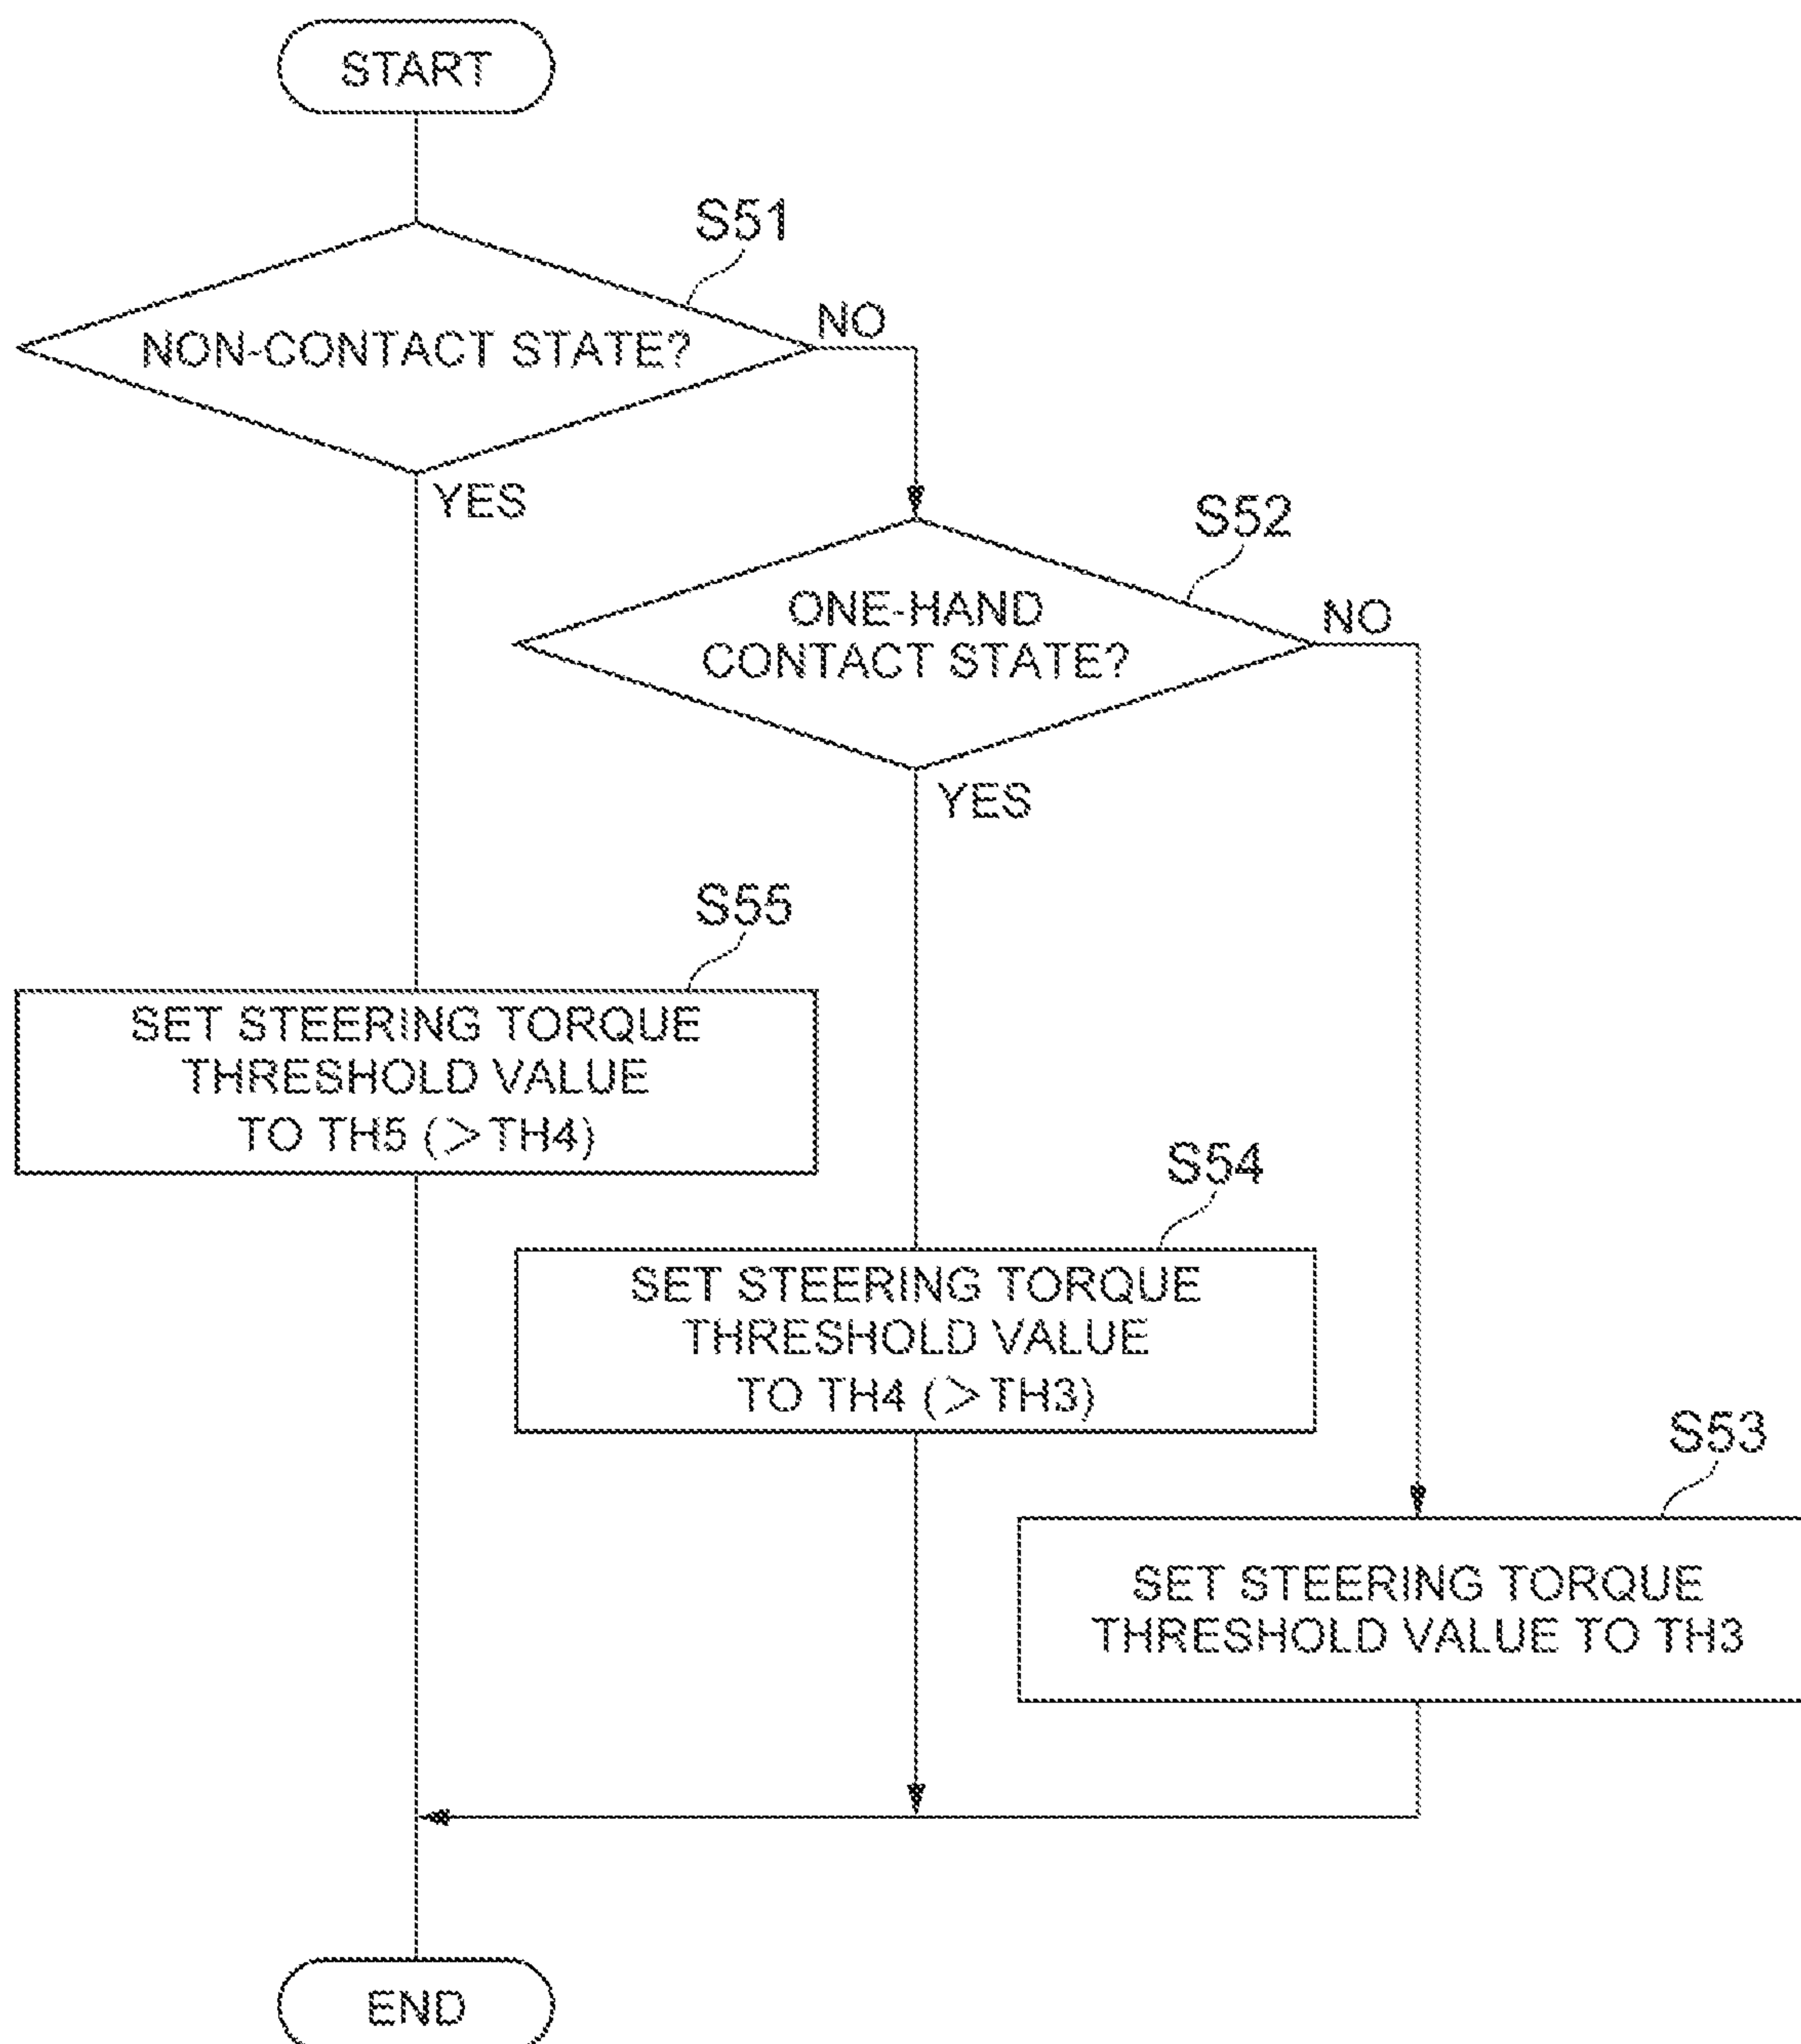 START
S51
NON-CONTACT STATE?
NO
YES
S52
ONE-HAND
CONTACT STATE?
NO
YES
S55
SET STEERING TORQUE
THRESHOLD VALUE
TO TH5 (>TH4)
S54
SET STEERING TORQUE
THRESHOLD VALUE
TO TH4 (>TH3)
S53
SET STEERING TORQUE
THRESHOLD VALUE TO TH3
END